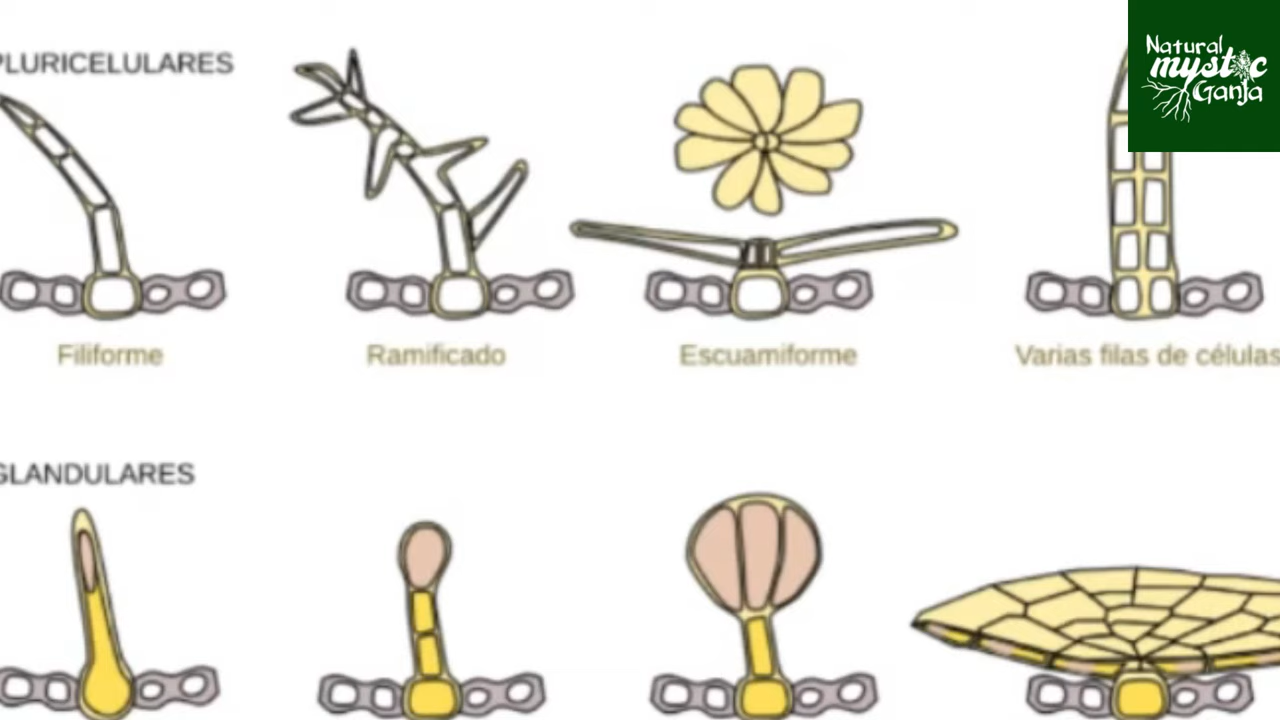 PLURICELULARES
Natural
mystic
Ganja
Filiforme
Ramificado
Escuamiforme
Varias filas de células
GLANDULARES